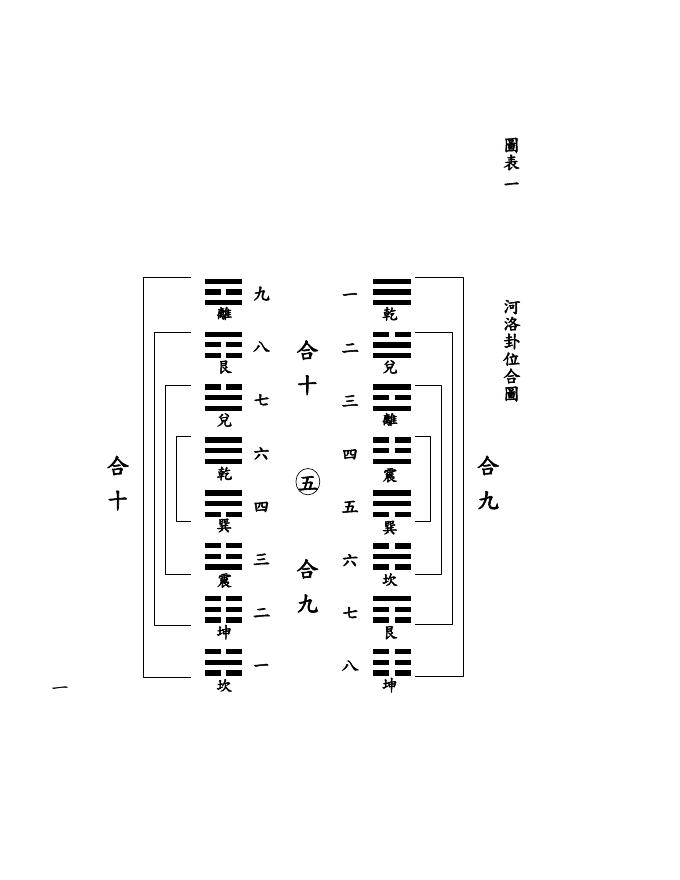 圖表一
河洛卦位合圖
合九
乾
兌
離
震
巽
坎
艮
坤
一
二
三
四
五
六
七
八
合十
五
合九
九
八
七
六
四
三
二
一
離
艮
兌
乾
巽
震
坤
坎
合十
一